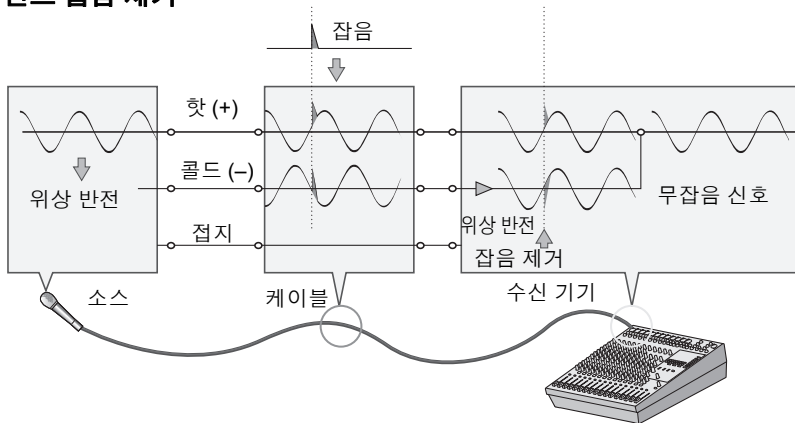 잡음 제거
잡음
핫 (+)
콜드 (–)
위상 반전
무잡음 신호
위상 반전
접지
잡음 제거
소스
케이블
수신 기기